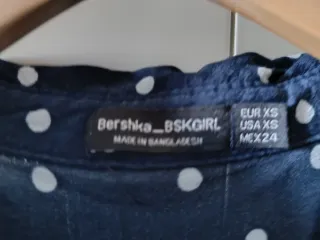 Bershka_BSKGIRL
MADE IN BANGLADESH
EUR XS
USA XS
MEX 24